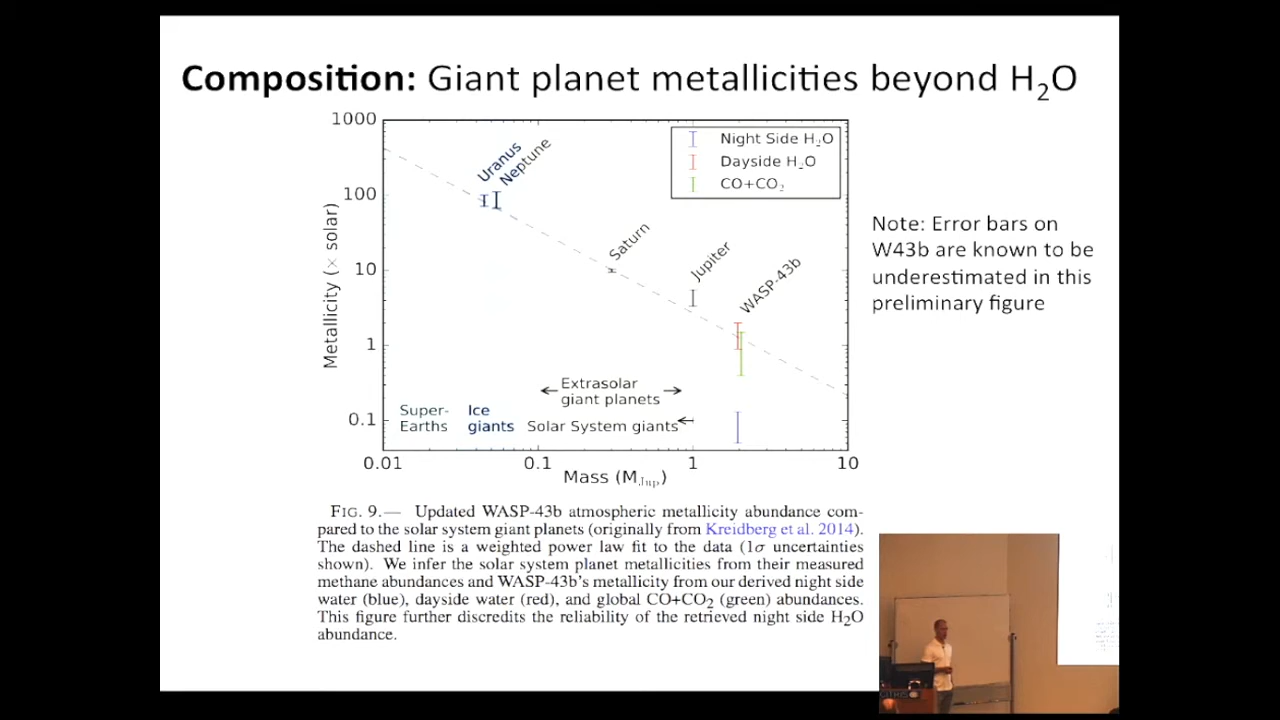 Composition: Giant planet metallicities beyond H₂O
1000
100
10
1
0.1
Metallicity (× solar)
Uranus
Neptune
Saturn
Jupiter
WASP-43b
Night Side H₂O
Dayside H₂O
CO+CO₂
Extrasolar
giant planets
Super-
Earths
Ice
giants
Solar System giants
0.01
0.1
1
10
Mass (M_Jup)
Note: Error bars on
W43b are known to be
underestimated in this
preliminary figure
FIG. 9.— Updated WASP-43b atmospheric metallicity abundance com-
pared to the solar system giant planets (originally from Kreidberg et al. 2014).
The dashed line is a weighted power law fit to the data (1σ uncertainties
shown). We infer the solar system planet metallicities from their measured
methane abundances and WASP-43b's metallicity from our derived night side
water (blue), dayside water (red), and global CO+CO₂ (green) abundances.
This figure further discredits the reliability of the retrieved night side H₂O
abundance.